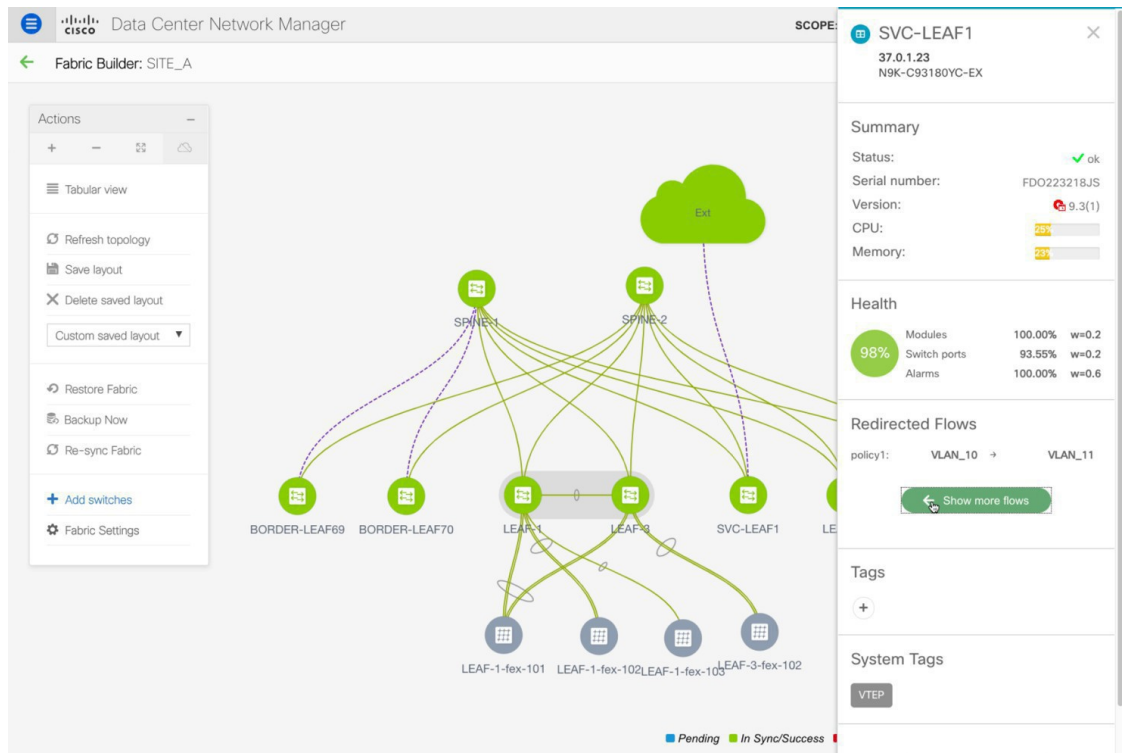 cisco
Data Center Network Manager
SCOPE:
Fabric Builder: SITE_A
Actions
Tabular view
Refresh topology
Save layout
Delete saved layout
Custom saved layout
Restore Fabric
Backup Now
Re-sync Fabric
Add switches
Fabric Settings
Ext
SPINE-1
SPINE-2
BORDER-LEAF69
BORDER-LEAF70
LEAF-1
LEAF-3
SVC-LEAF1
LE
LEAF-1-fex-101
LEAF-1-fex-102
LEAF-1-fex-103
LEAF-3-fex-102
Pending
In Sync/Success
SVC-LEAF1
37.0.1.23
N9K-C93180YC-EX
Summary
Status: ok
Serial number: FDO223218JS
Version: 9.3(1)
CPU: 25%
Memory: 23%
Health
98%
Modules 100.00% w=0.2
Switch ports 93.55% w=0.2
Alarms 100.00% w=0.6
Redirected Flows
policy1: VLAN_10 → VLAN_11
Show more flows
Tags
+
System Tags
VTEP